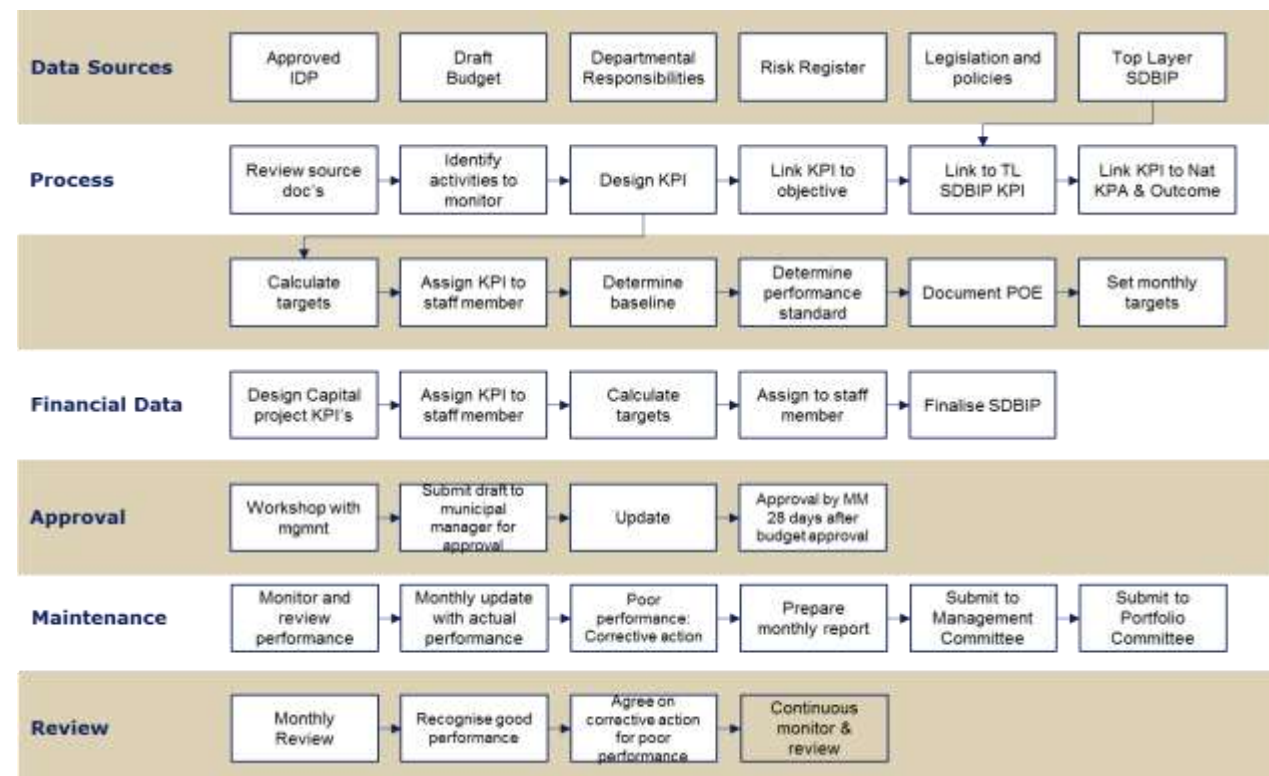 Data Sources
Approved
IDP
Draft
Budget
Departmental
Responsibilities
Risk Register
Legislation and
policies
Top Layer
SDBIP
Process
Review source
doc's
Identify
activities to
monitor
Design KPI
Link KPI to
objective
Link to TL
SDBIP KPI
Link KPI to Nat
KPA & Outcome
Calculate
targets
Assign KPI to
staff member
Determine
baseline
Determine
performance
standard
Document POE
Set monthly
targets
Financial Data
Design Capital
project KPI's
Assign KPI to
staff member
Calculate
targets
Assign to staff
member
Finalise SDBIP
Approval
Workshop with
mgmnt
Submit draft to
municipal
manager for
approval
Update
Approval by MM
28 days after
budget approval
Maintenance
Monitor and
review
performance
Monthly update
with actual
performance
Poor
performance:
Corrective action
Prepare
monthly report
Submit to
Management
Committee
Submit to
Portfolio
Committee
Review
Monthly
Review
Recognise good
performance
Agree on
corrective action
for poor
performance
Continuous
monitor &
review